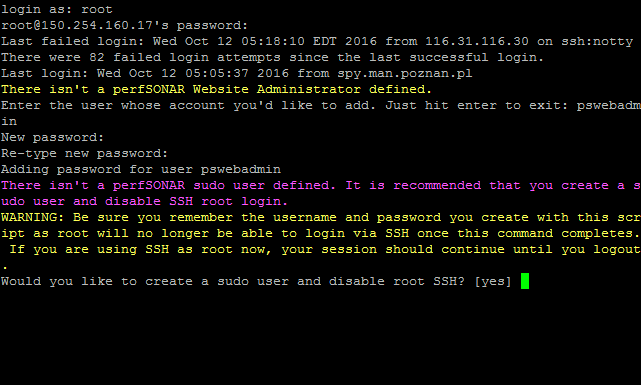 login as: root
root@150.254.160.17's password:
Last failed login: Wed Oct 12 05:18:10 EDT 2016 from 116.31.116.30 on ssh:notty
There were 82 failed login attempts since the last successful login.
Last login: Wed Oct 12 05:05:37 2016 from spy.man.poznan.pl
There isn't a perfSONAR Website Administrator defined.
Enter the user whose account you'd like to add. Just hit enter to exit: pswebadm
in
New password:
Re-type new password:
Adding password for user pswebadmin
There isn't a perfSONAR sudo user defined. It is recommended that you create a s
udo user and disable SSH root login.
WARNING: Be sure you remember the username and password you create with this scr
ipt as root will no longer be able to login via SSH once this command completes.
 If you are using SSH as root now, your session should continue until you logout
.
Would you like to create a sudo user and disable root SSH? [yes]